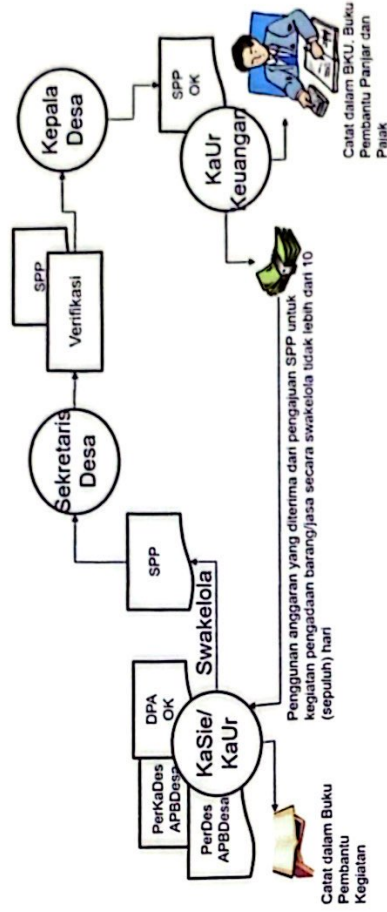 PerDes
APBDesa
PerKaDes
APBDesa
DPA
OK
KaSie/
KaUr
Catat dalam Buku
Pembantu
Kegiatan
Swakelola
SPP
Sekretaris
Desa
SPP
Verifikasi
Kepala
Desa
SPP
OK
KaUr
Keuangan
Catat dalam BKU, Buku
Pembantu Panjar dan
Pajak
Penggunan anggaran yang diterima dari pengajuan SPP untuk
kegiatan pengadaan barang/jasa secara swakelola tidak lebih dari 10
(sepuluh) hari